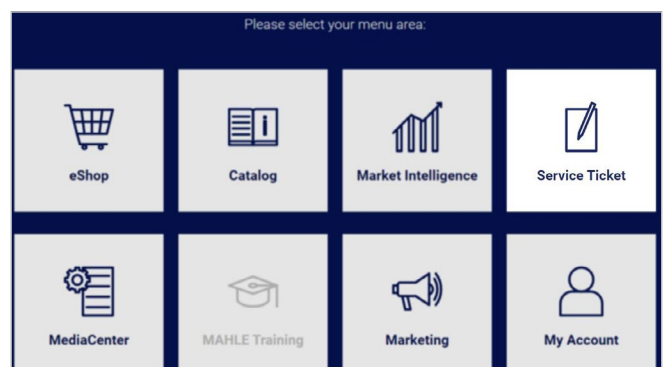 Please select your menu area:
eShop
Catalog
Market Intelligence
Service Ticket
MediaCenter
MAHLE Training
Marketing
My Account